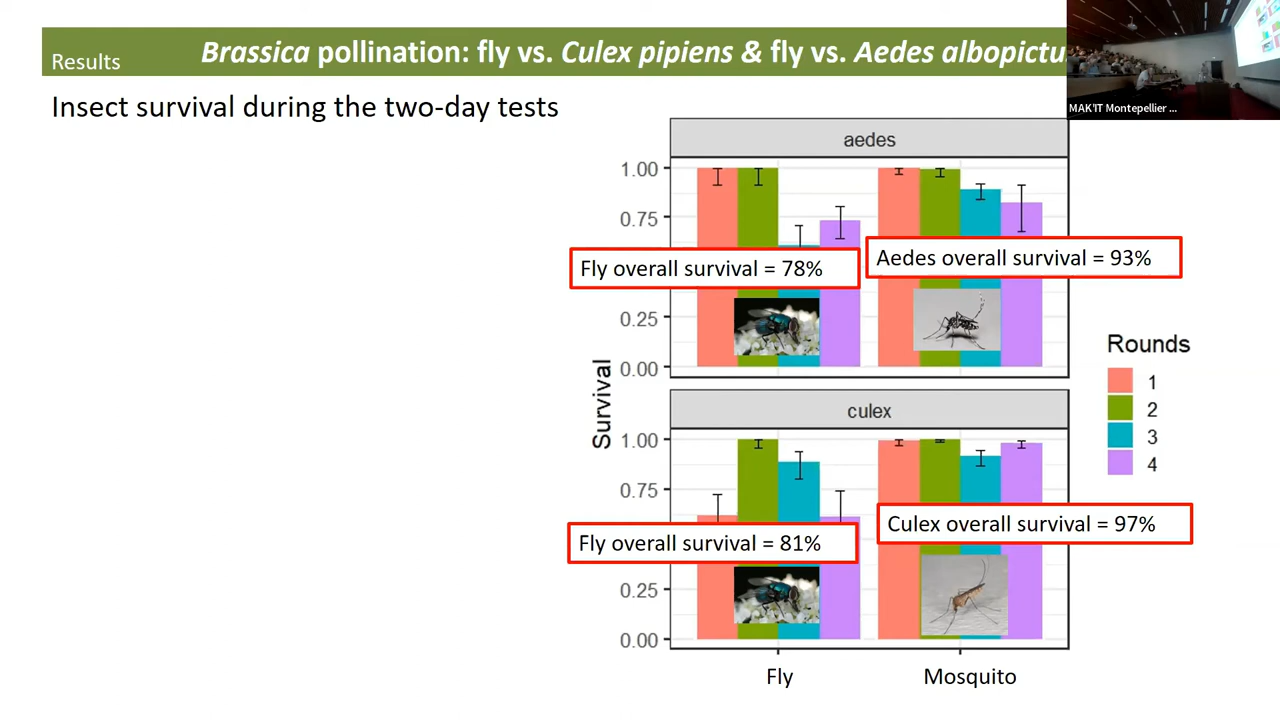 Results
Brassica pollination: fly vs. Culex pipiens & fly vs. Aedes albopictu
MAK'IT Montepellier ...
Insect survival during the two-day tests
aedes
1.00
0.75
Fly overall survival = 78%
Aedes overall survival = 93%
0.25
0.00
Survival
culex
1.00
0.75
Fly overall survival = 81%
Culex overall survival = 97%
0.25
0.00
Fly
Mosquito
Rounds
1
2
3
4